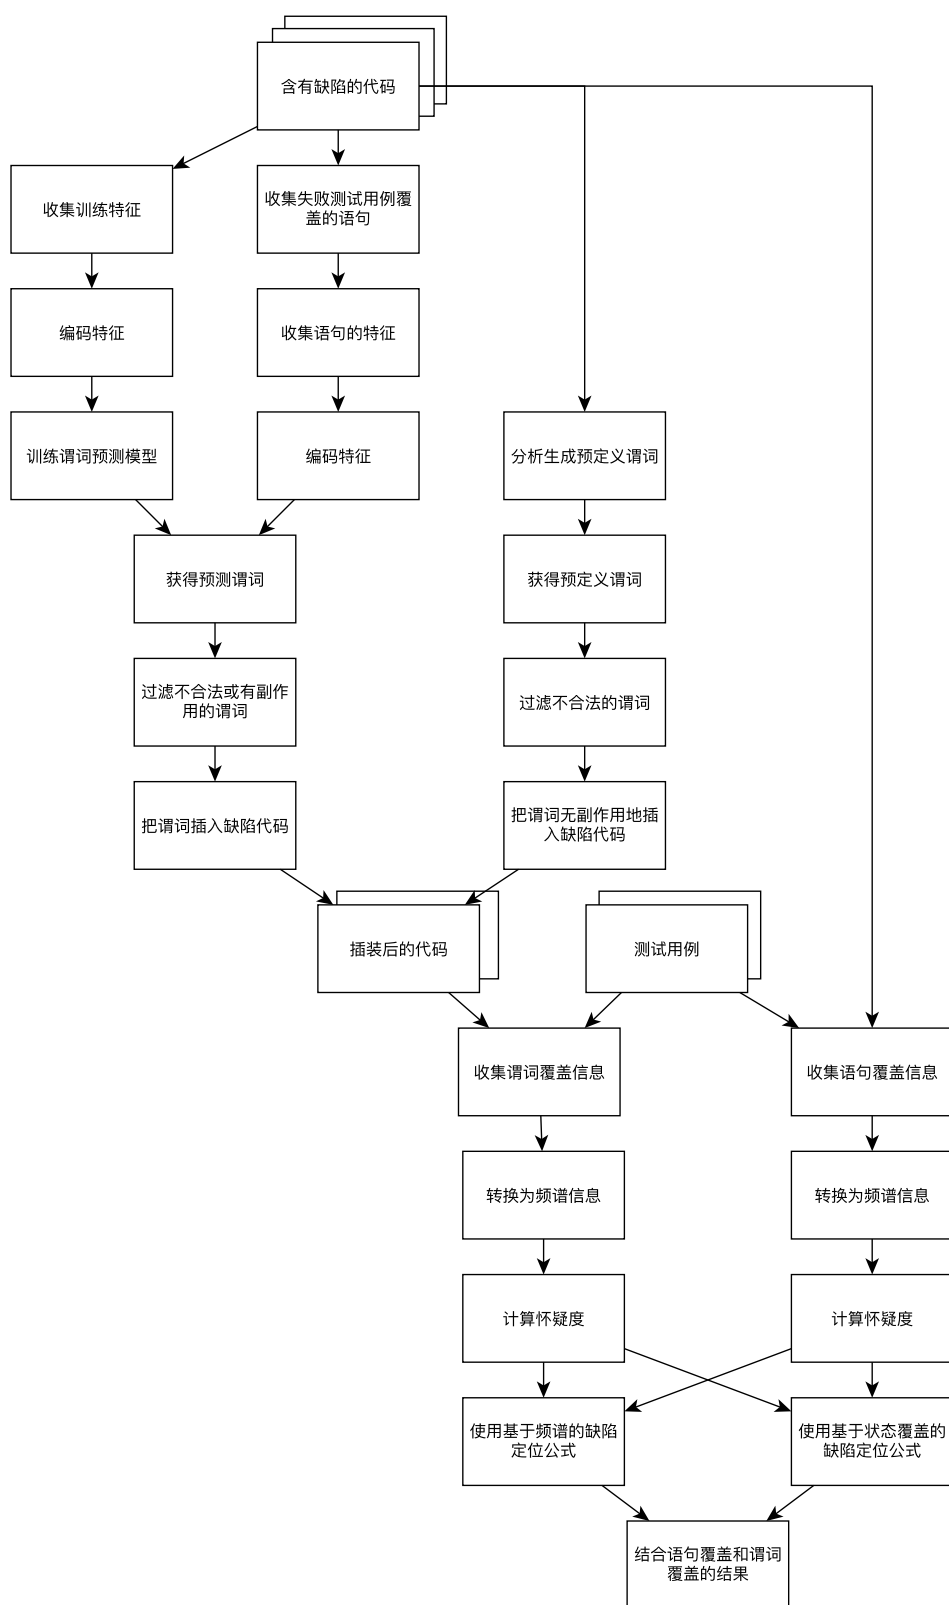 含有缺陷的代码
收集训练特征
收集失败测试用例覆
盖的语句
编码特征
收集语句的特征
训练谓词预测模型
编码特征
分析生成预定义谓词
获得预测谓词
获得预定义谓词
过滤不合法或有副作
用的谓词
过滤不合法的谓词
把谓词插入缺陷代码
把谓词无副作用地插
入缺陷代码
插装后的代码
测试用例
收集谓词覆盖信息
收集语句覆盖信息
转换为频谱信息
转换为频谱信息
计算怀疑度
计算怀疑度
使用基于频谱的缺陷
定位公式
使用基于状态覆盖的
缺陷定位公式
结合语句覆盖和谓词
覆盖的结果